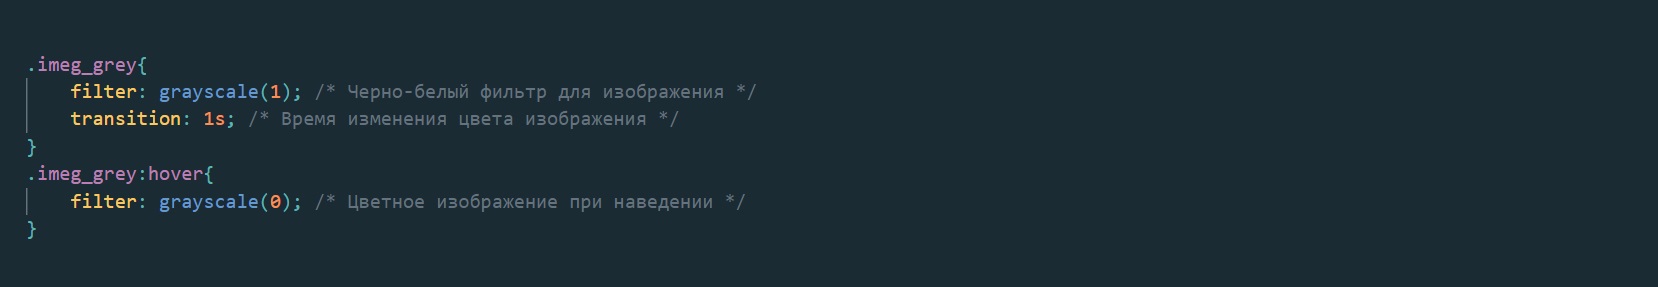 .imeg_grey{
filter: grayscale(1); /* Черно-белый фильтр для изображения */
transition: 1s; /* Время изменения цвета изображения */
}
.imeg_grey:hover{
filter: grayscale(0); /* Цветное изображение при наведении */
}